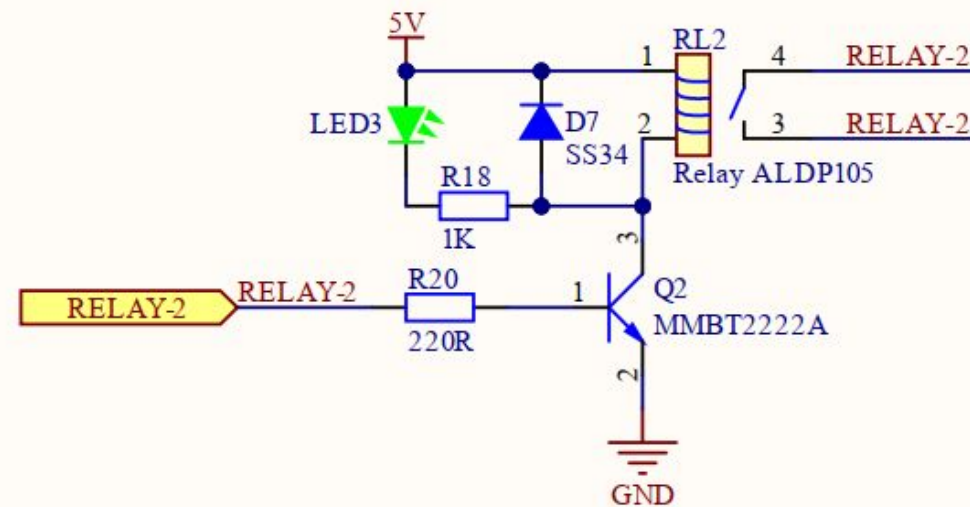 5V
RL2
1
4
RELAY-2
LED3
D7
SS34
2
3
RELAY-2
Relay ALDP105
R18
1K
3
RELAY-2
RELAY-2
R20
220R
1
Q2
MMBT2222A
2
GND